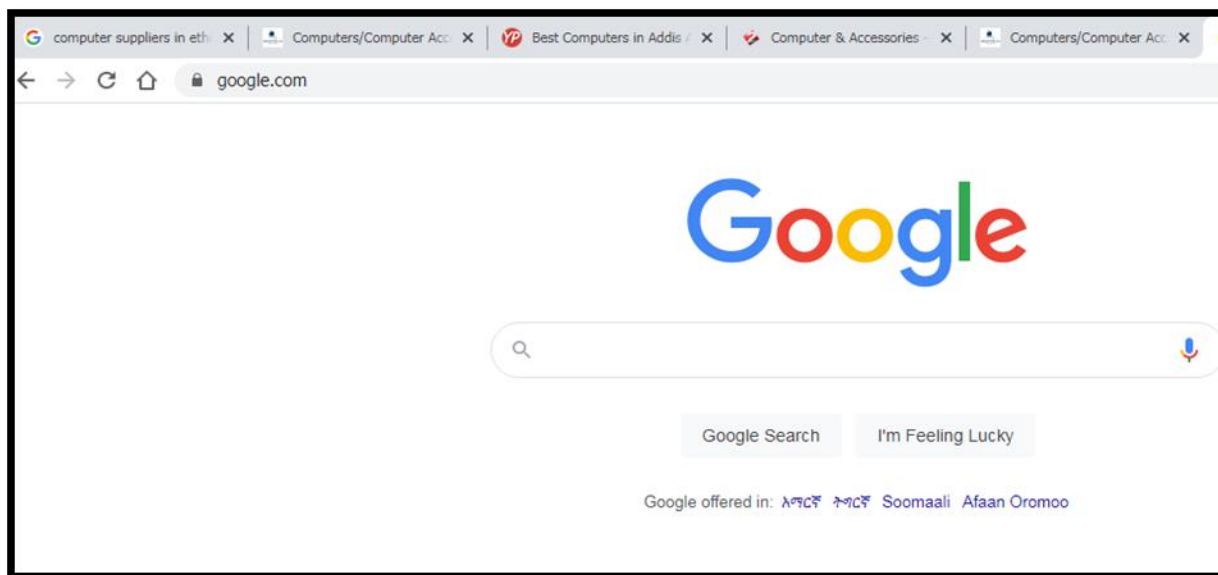 computer suppliers in eth
Computers/Computer Acc
Best Computers in Addis A
Computer & Accessories -
Computers/Computer Acc
google.com
Google
Google Search
I'm Feeling Lucky
Google offered in: አማርኛ ትግርኛ Soomaali Afaan Oromoo